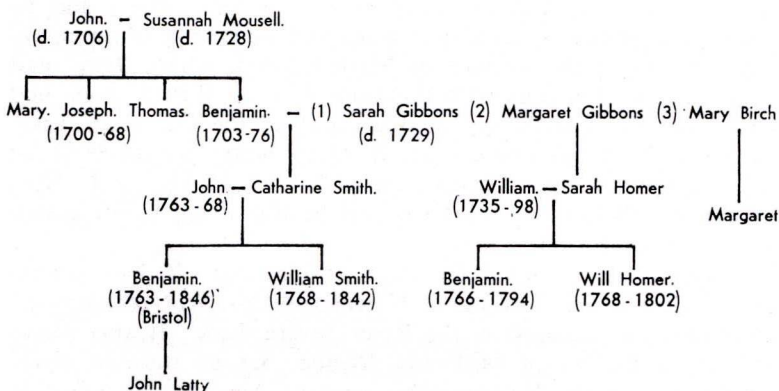 John. – Susannah Mousell.
(d. 1706) (d. 1728)
Mary. Joseph. Thomas. Benjamin. – (1) Sarah Gibbons (2) Margaret Gibbons (3) Mary Birch
(1700-68) (1703-76) (d. 1729)
John. – Catharine Smith. William. – Sarah Homer
(1763-68) (1735-98)
Margaret
Benjamin. William Smith. Benjamin. Will Homer.
(1763-1846) (1768-1842) (1766-1794) (1768-1802)
(Bristol)
John Latty